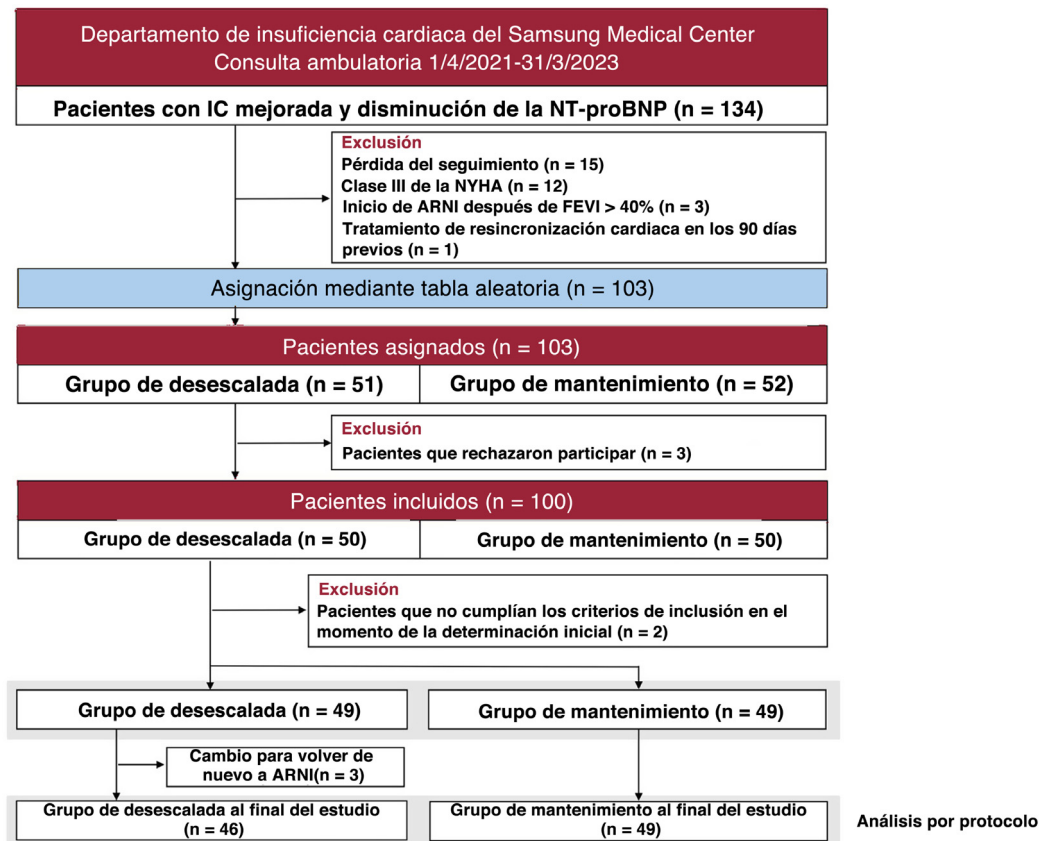 Departamento de insuficiencia cardiaca del Samsung Medical Center
Consulta ambulatoria 1/4/2021-31/3/2023
Pacientes con IC mejorada y disminución de la NT-proBNP (n = 134)
Exclusión
Pérdida del seguimiento (n = 15)
Clase III de la NYHA (n = 12)
Inicio de ARNI después de FEVI > 40% (n = 3)
Tratamiento de resincronización cardiaca en los 90 días
previos (n = 1)
Asignación mediante tabla aleatoria (n = 103)
Pacientes asignados (n = 103)
Grupo de desescalada (n = 51)
Grupo de mantenimiento (n = 52)
Exclusión
Pacientes que rechazaron participar (n = 3)
Pacientes incluidos (n = 100)
Grupo de desescalada (n = 50)
Grupo de mantenimiento (n = 50)
Exclusión
Pacientes que no cumplían los criterios de inclusión en el
momento de la determinación inicial (n = 2)
Grupo de desescalada (n = 49)
Grupo de mantenimiento (n = 49)
Cambio para volver de
nuevo a ARNI(n = 3)
Grupo de desescalada al final del estudio
(n = 46)
Grupo de mantenimiento al final del estudio
(n = 49)
Análisis por protocolo